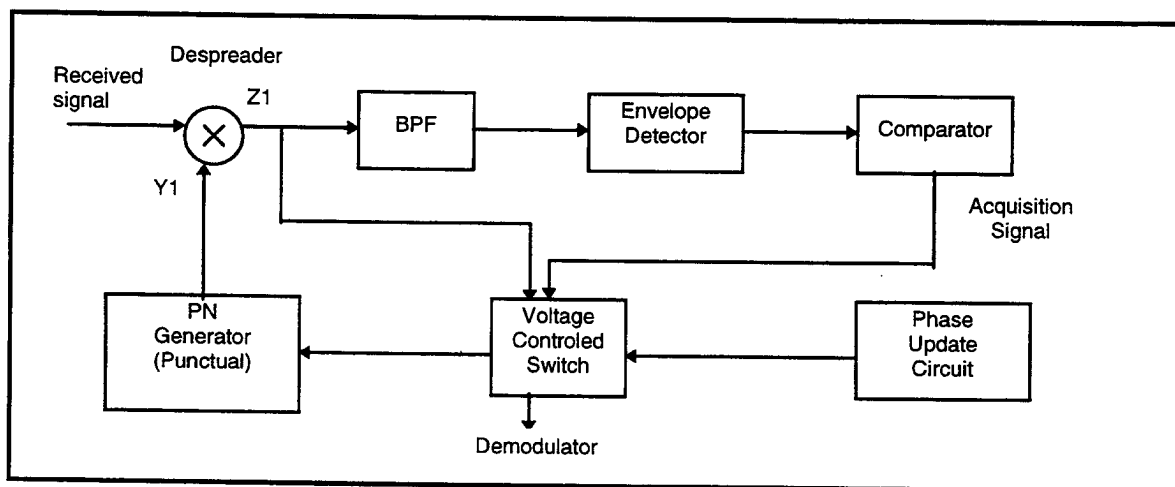 Despreader
Received
signal
Z1
BPF
Envelope
Detector
Comparator
Y1
Acquisition
Signal
PN
Generator
(Punctual)
Voltage
Controled
Switch
Phase
Update
Circuit
Demodulator